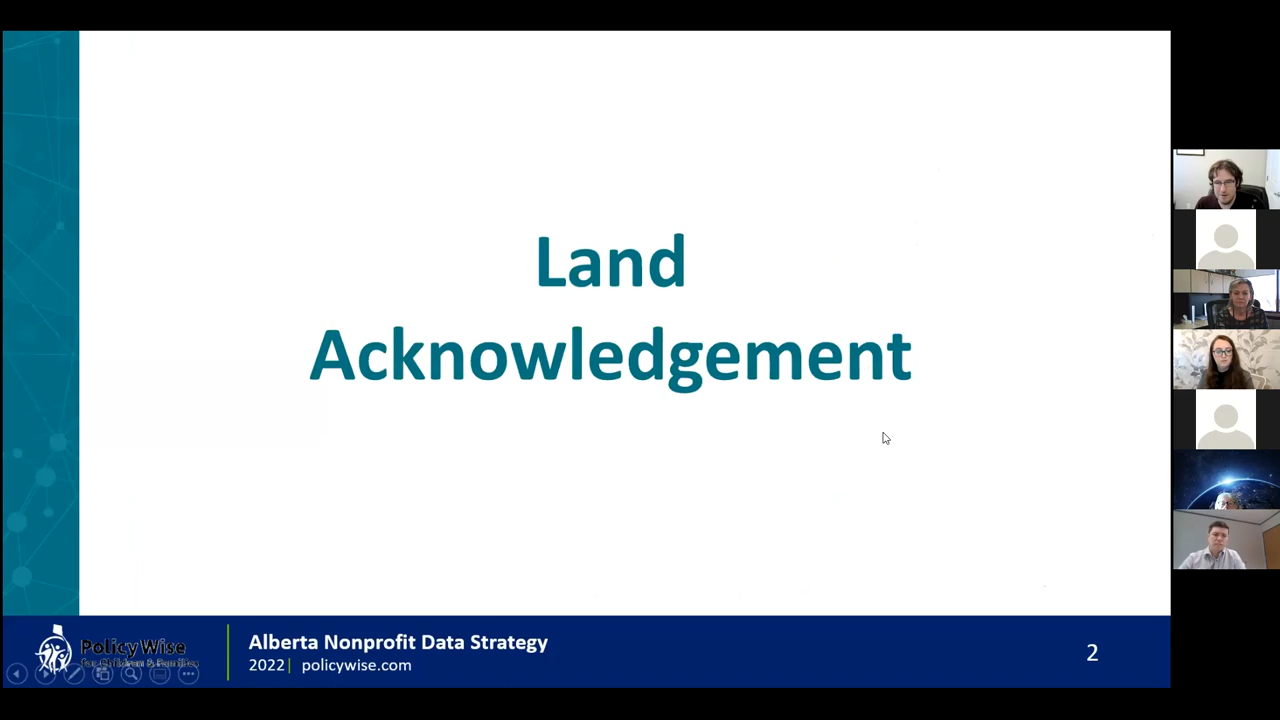 Land
Acknowledgement
PolicyWise
for Children & Families
Alberta Nonprofit Data Strategy
2022| policywise.com
2